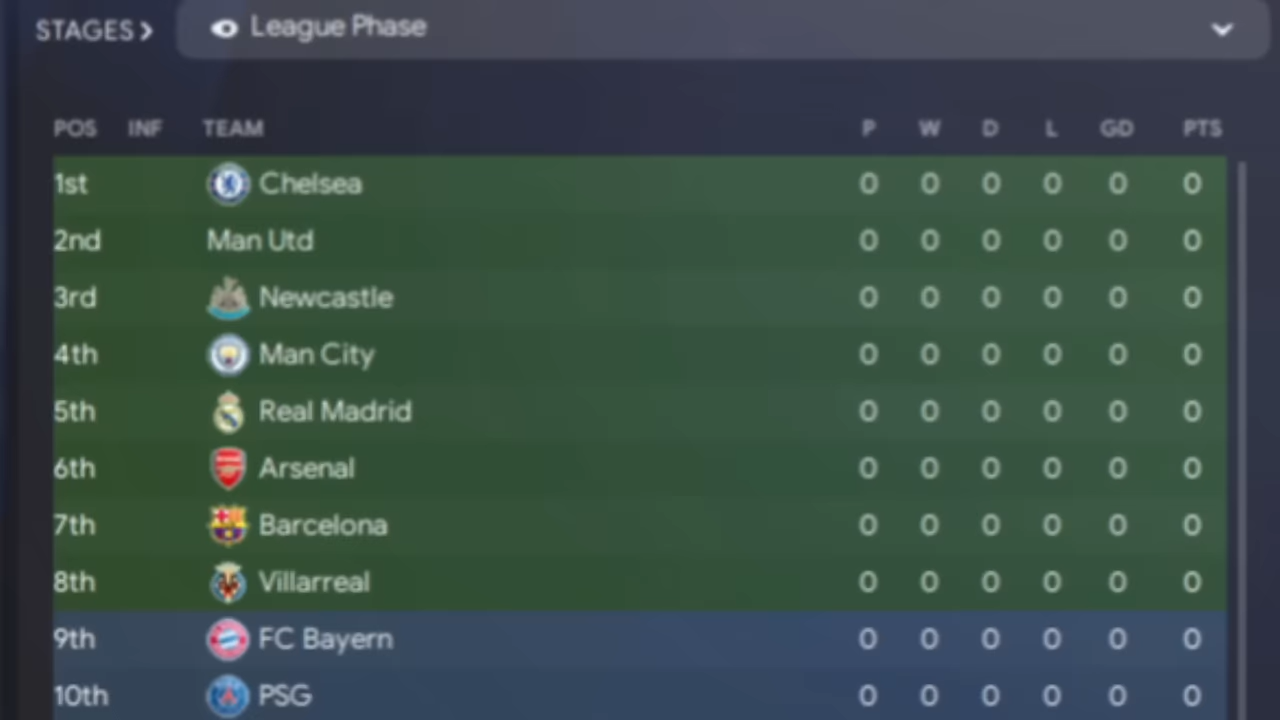 STAGES> League Phase
POS INF TEAM P W D L GD PTS
1st Chelsea 0 0 0 0 0 0
2nd Man Utd 0 0 0 0 0 0
3rd Newcastle 0 0 0 0 0 0
4th Man City 0 0 0 0 0 0
5th Real Madrid 0 0 0 0 0 0
6th Arsenal 0 0 0 0 0 0
7th Barcelona 0 0 0 0 0 0
8th Villarreal 0 0 0 0 0 0
9th FC Bayern 0 0 0 0 0 0
10th PSG 0 0 0 0 0 0